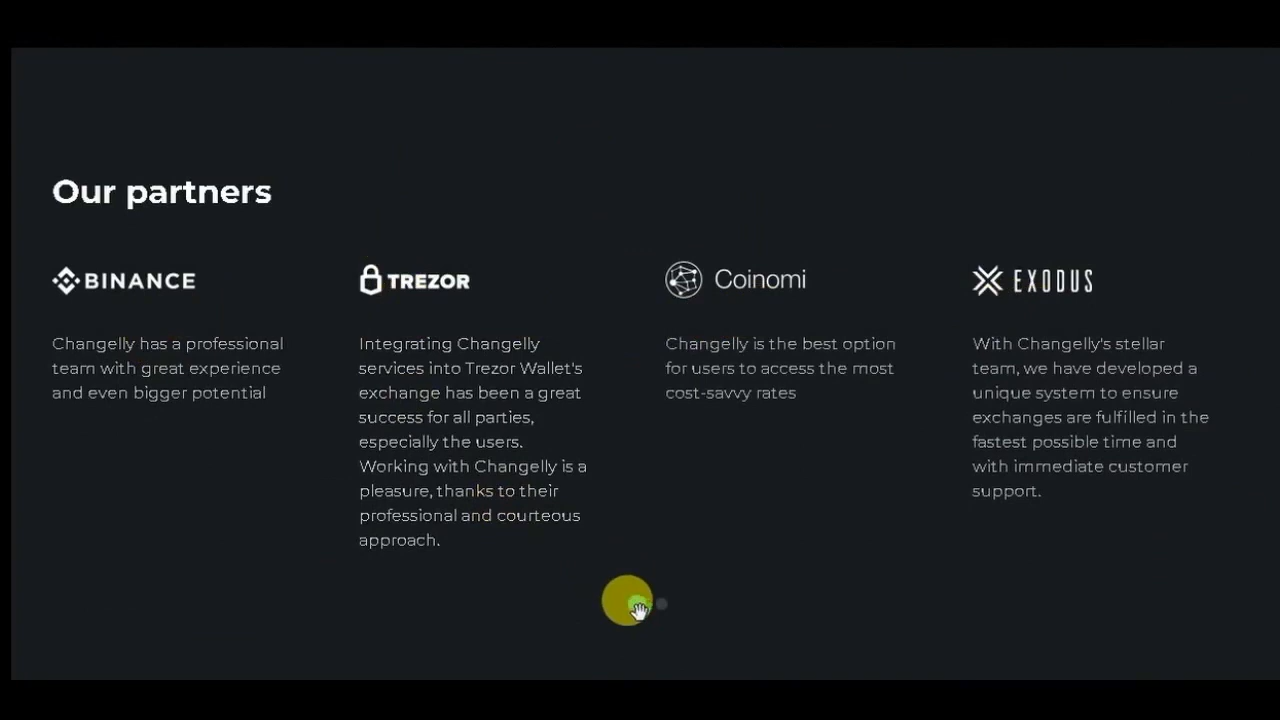 Our partners
BINANCE
Changelly has a professional
team with great experience
and even bigger potential
TREZOR
Integrating Changelly
services into Trezor Wallet's
exchange has been a great
success for all parties,
especially the users.
Working with Changelly is a
pleasure, thanks to their
professional and courteous
approach.
Coinomi
Changelly is the best option
for users to access the most
cost-savvy rates
EXODUS
With Changelly's stellar
team, we have developed a
unique system to ensure
exchanges are fulfilled in the
fastest possible time and
with immediate customer
support.